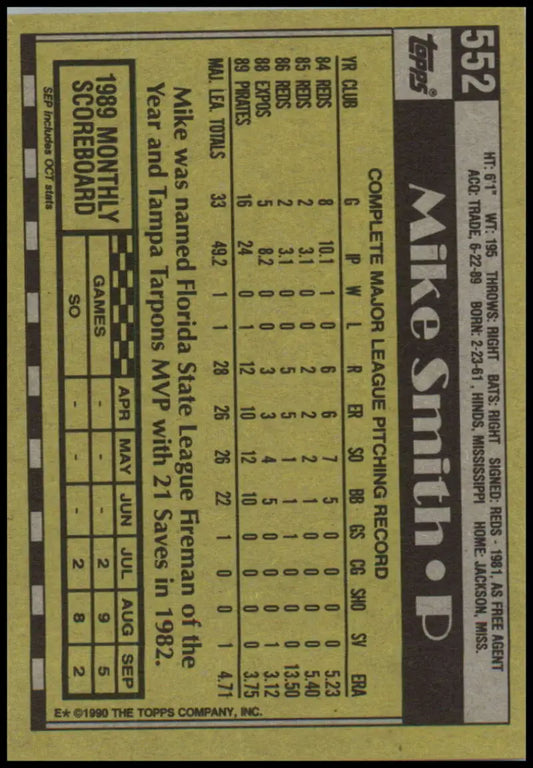 552
HT: 6'1" WT: 195 THROWS: RIGHT BATS: RIGHT SIGNED: REDS - 1981, AS FREE AGENT
ACQ: TRADE, 6-22-89 BORN: 2-23-61, HINDS, MISSISSIPPI HOME: JACKSON, MISS.
topps® Mike Smith • P
COMPLETE MAJOR LEAGUE PITCHING RECORD
YR CLUB G IP W L R ER SO BB GS CG SHO SV ERA
84 REDS 8 10.1 1 0 6 6 7 5 0 0 0 0 5.23
85 REDS 2 3.1 0 0 2 2 2 1 0 0 0 0 5.40
86 REDS 2 3.1 0 0 5 5 1 1 1 0 0 0 13.50
88 EXPOS 5 8.2 0 0 3 3 4 5 0 0 0 1 3.12
89 PIRATES 16 24 0 1 12 10 12 10 0 0 0 0 3.75
MAJ. LEA. TOTALS 33 49.2 1 1 28 26 26 22 1 0 0 1 4.71
Mike was named Florida State League Fireman of the
Year and Tampa Tarpons MVP with 21 Saves in 1982.
1989 MONTHLY
SCOREBOARD
APR MAY JUN JUL AUG SEP
GAMES - - - 2 9 5
SO - - - 2 8 2
SEP includes OCT stats
E* ©1990 THE TOPPS COMPANY, INC.